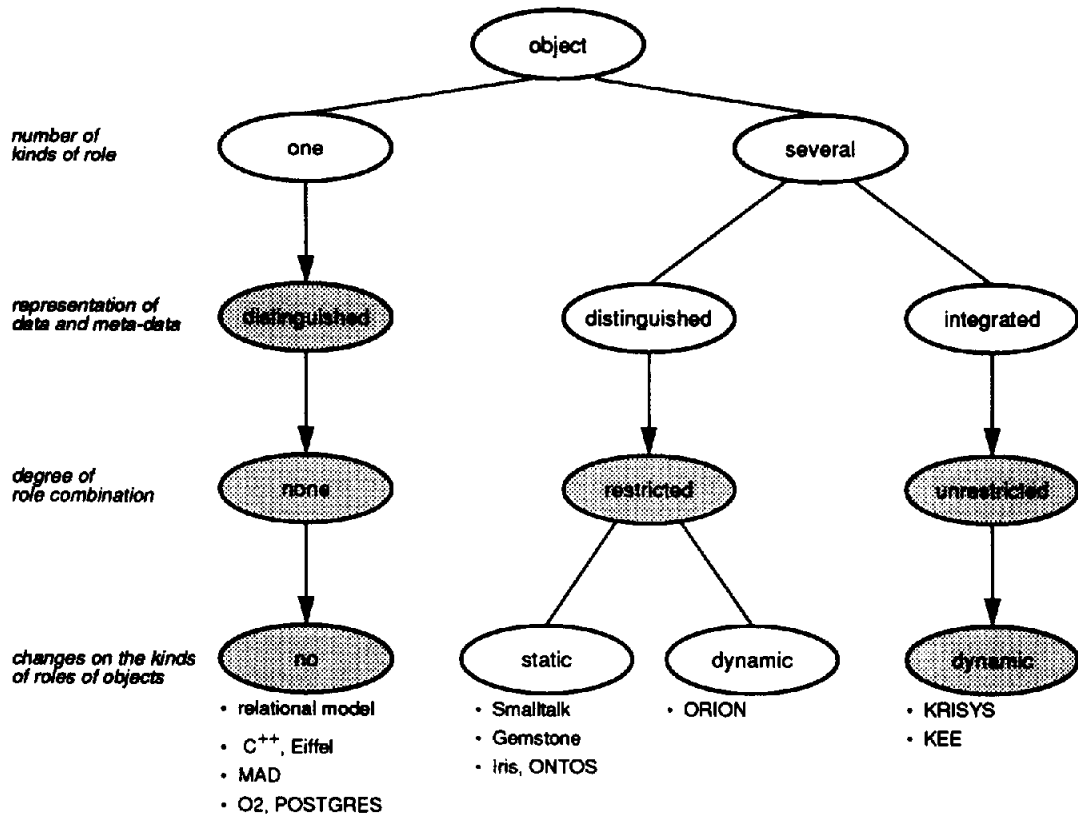 object
number of
kinds of role
one
several
representation of
data and meta-data
distinguished
distinguished
integrated
degree of
role combination
none
restricted
unrestricted
changes on the kinds
of roles of objects
no
static
dynamic
dynamic
• relational model
• C++, Eiffel
• MAD
• O2, POSTGRES
• Smalltalk
• Gemstone
• Iris, ONTOS
• ORION
• KRISYS
• KEE